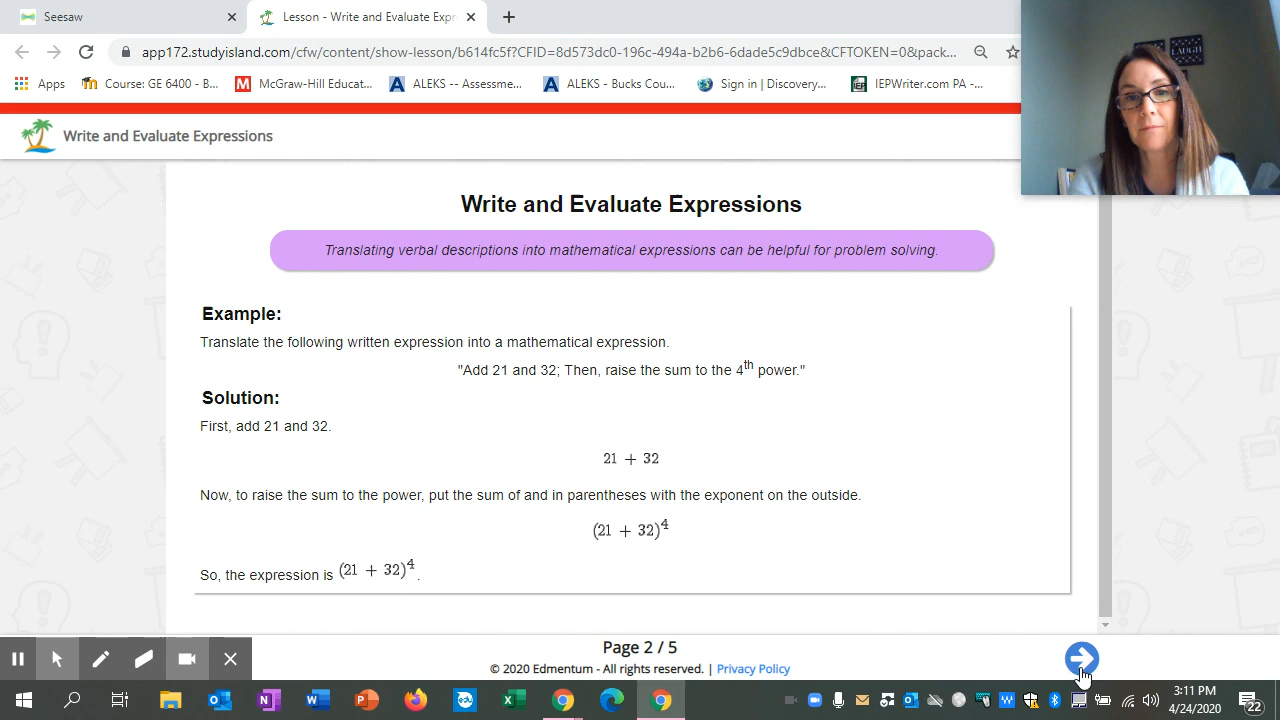 Seesaw
Lesson - Write and Evaluate Expr
app172.studyisland.com/cfw/content/show-lesson/b614fc5f?CFID=8d573dc0-196c-494a-b2b6-6dade5c9dbce&CFTOKEN=0&pack...
Apps
Course: GE 6400 - B...
McGraw-Hill Educat...
ALEKS -- Assessme...
ALEKS - Bucks Cou...
Sign in | Discovery...
IEPWriter.com PA -...
LAUGH
Write and Evaluate Expressions
Write and Evaluate Expressions
Translating verbal descriptions into mathematical expressions can be helpful for problem solving.
Example:
Translate the following written expression into a mathematical expression.
"Add 21 and 32; Then, raise the sum to the 4th power."
Solution:
First, add 21 and 32.
21 + 32
Now, to raise the sum to the power, put the sum of and in parentheses with the exponent on the outside.
(21 + 32)⁴
So, the expression is (21 + 32)⁴.
Page 2 / 5
© 2020 Edmentum - All rights reserved. | Privacy Policy
3:11 PM
4/24/2020
22